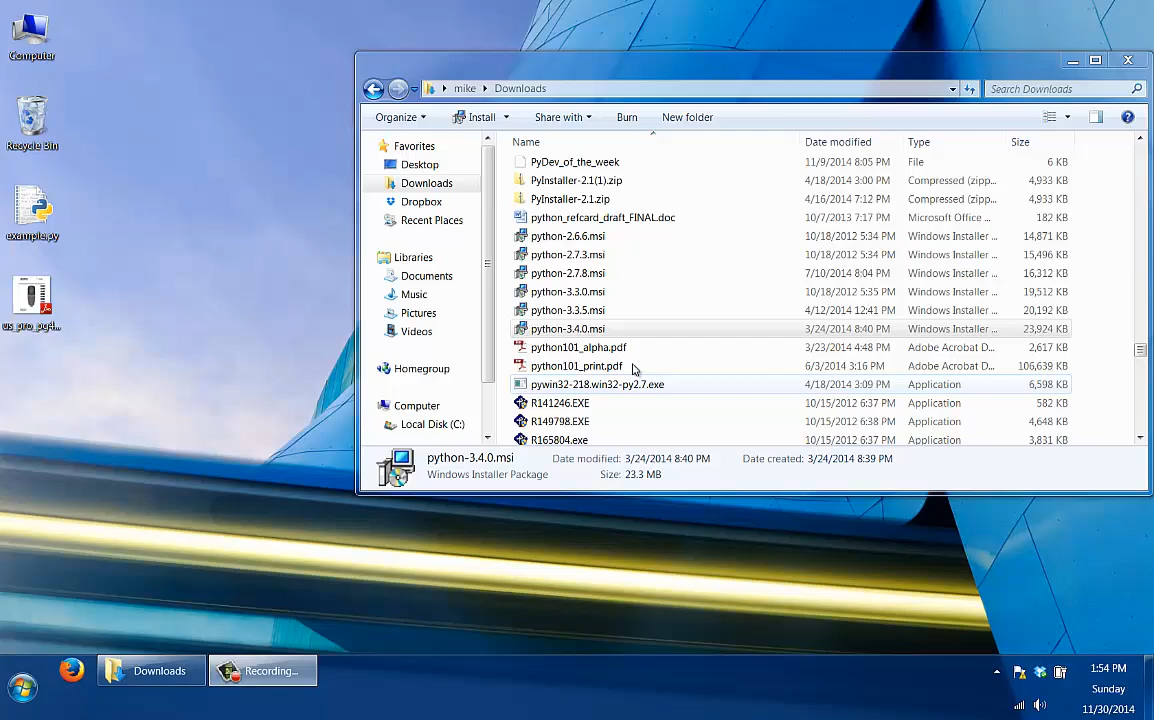 Computer
Recycle Bin
example.py
us_pro_pg4...
mike Downloads
Search Downloads
Organize Install Share with Burn New folder
Favorites
Desktop
Downloads
Dropbox
Recent Places
Libraries
Documents
Music
Pictures
Videos
Homegroup
Computer
Local Disk (C:)
Name Date modified Type Size
PyDev_of_the_week 11/9/2014 8:05 PM File 6 KB
PyInstaller-2.1(1).zip 4/18/2014 3:00 PM Compressed (zipp... 4,933 KB
PyInstaller-2.1.zip 4/16/2014 7:12 PM Compressed (zipp... 4,933 KB
python_refcard_draft_FINAL.doc 10/7/2013 7:17 PM Microsoft Office ... 182 KB
python-2.6.6.msi 10/18/2012 5:34 PM Windows Installer ... 14,871 KB
python-2.7.3.msi 10/18/2012 5:34 PM Windows Installer ... 15,496 KB
python-2.7.8.msi 7/10/2014 8:04 PM Windows Installer ... 16,312 KB
python-3.3.0.msi 10/18/2012 5:35 PM Windows Installer ... 19,512 KB
python-3.3.5.msi 4/12/2014 12:41 PM Windows Installer ... 20,192 KB
python-3.4.0.msi 3/24/2014 8:40 PM Windows Installer ... 23,924 KB
python101_alpha.pdf 3/23/2014 4:48 PM Adobe Acrobat D... 2,617 KB
python101_print.pdf 6/3/2014 3:16 PM Adobe Acrobat D... 106,639 KB
pywin32-218.win32-py2.7.exe 4/18/2014 3:09 PM Application 6,598 KB
R141246.EXE 10/15/2012 6:37 PM Application 582 KB
R149798.EXE 10/15/2012 6:38 PM Application 4,648 KB
R165804.exe 10/15/2012 6:37 PM Application 3,831 KB
python-3.4.0.msi Date modified: 3/24/2014 8:40 PM Date created: 3/24/2014 8:39 PM
Windows Installer Package Size: 23.3 MB
Downloads
Recording...
1:54 PM
Sunday
11/30/2014